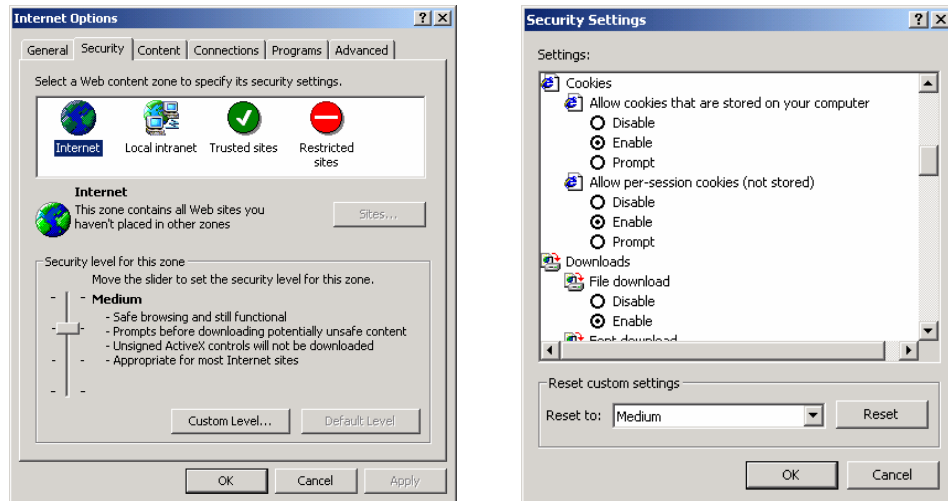 Internet Options
General Security Content Connections Programs Advanced
Select a Web content zone to specify its security settings.
Internet Local intranet Trusted sites Restricted
sites
Internet
This zone contains all Web sites you
haven't placed in other zones
Sites...
Security level for this zone
Move the slider to set the security level for this zone.
Medium
- Safe browsing and still functional
- Prompts before downloading potentially unsafe content
- Unsigned ActiveX controls will not be downloaded
- Appropriate for most Internet sites
Custom Level... Default Level
OK Cancel Apply
Security Settings
Settings:
Cookies
Allow cookies that are stored on your computer
Disable
Enable
Prompt
Allow per-session cookies (not stored)
Disable
Enable
Prompt
Downloads
File download
Disable
Enable
Font download
Reset custom settings
Reset to: Medium Reset
OK Cancel